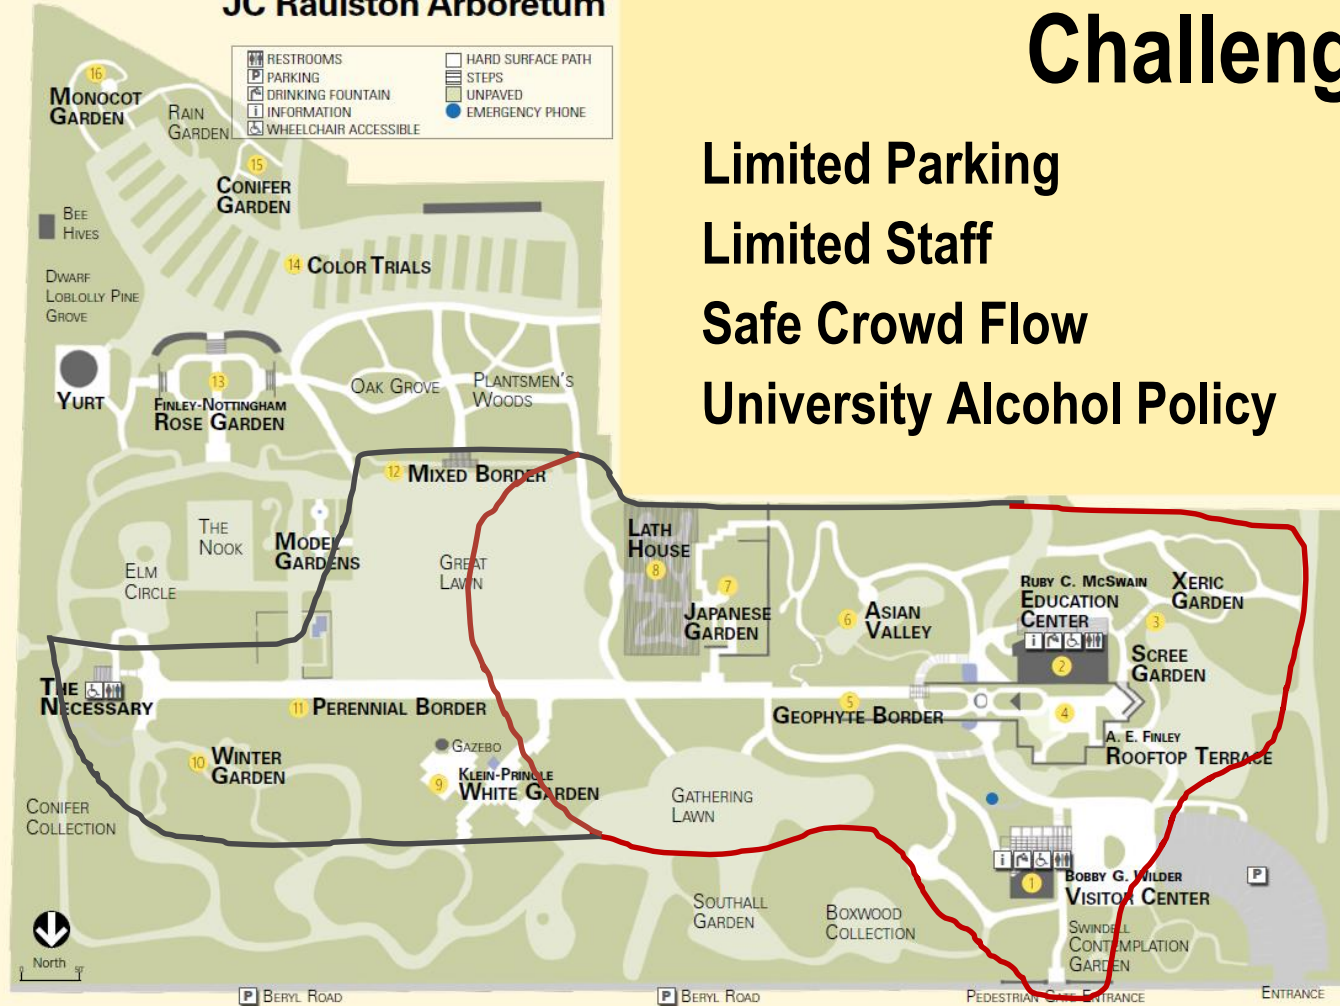 JC Raulston Arboretum
RESTROOMS
PARKING
DRINKING FOUNTAIN
INFORMATION
WHEELCHAIR ACCESSIBLE
HARD SURFACE PATH
STEPS
UNPAVED
EMERGENCY PHONE
Challeng
Limited Parking
Limited Staff
Safe Crowd Flow
University Alcohol Policy
16
MONOCOT
GARDEN
RAIN
GARDEN
15
CONIFER
GARDEN
BEE
HIVES
14 COLOR TRIALS
DWARF
LOBLOLLY PINE
GROVE
YURT
13
FINLEY-NOTTINGHAM
ROSE GARDEN
OAK GROVE
PLANTSMEN'S
WOODS
12 MIXED BORDER
THE
NOOK
MODEL
GARDENS
GREAT
LAWN
ELM
CIRCLE
LATH
HOUSE
8
7
JAPANESE
GARDEN
6 ASIAN
VALLEY
RUBY C. MCSWAIN
EDUCATION
CENTER
i
2
XERIC
GARDEN
3
SCREE
GARDEN
THE
NECESSARY
11 PERENNIAL BORDER
5
GEOPHYTE BORDER
4
A. E. FINLEY
ROOFTOP TERRACE
10 WINTER
GARDEN
GAZEBO
9 KLEIN-PRINGLE
WHITE GARDEN
GATHERING
LAWN
CONIFER
COLLECTION
i
1
BOBBY G. WILDER
VISITOR CENTER
P
SOUTHALL
GARDEN
BOXWOOD
COLLECTION
SWINDELL
CONTEMPLATION
GARDEN
North
0 50'
P BERYL ROAD
P BERYL ROAD
PEDESTRIAN GATE ENTRANCE
ENTRANCE